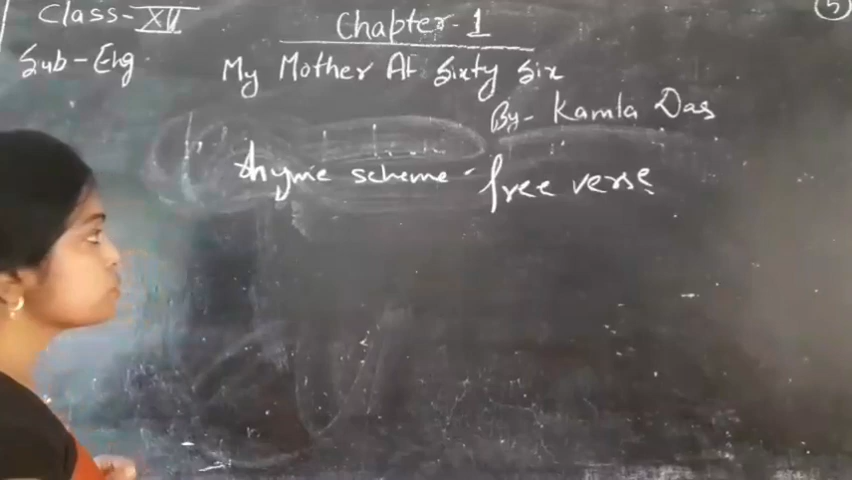 Class-XII
Chapter-1
5
Sub-Eng
My Mother At Sixty Six
By- Kamla Das
rhyme scheme - free verse